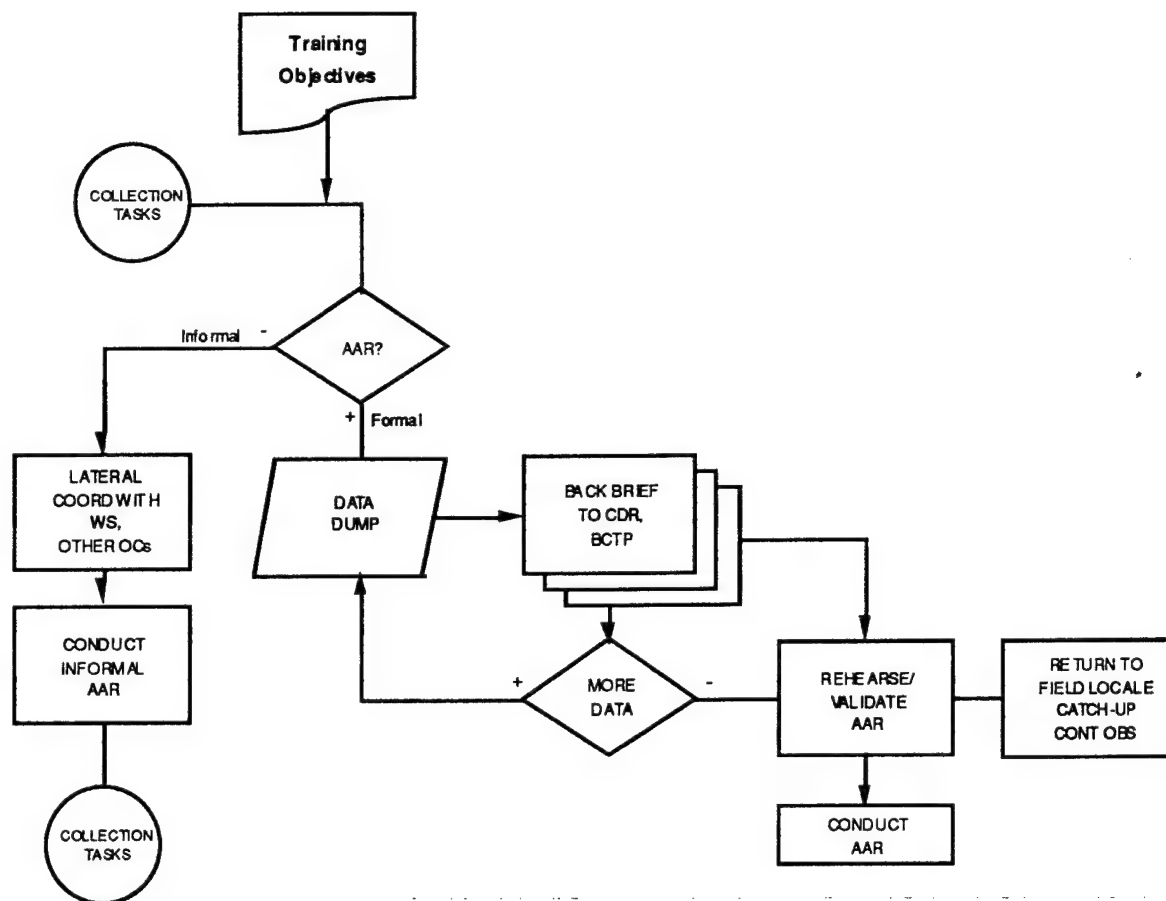 Training
Objectives
COLLECTION
TASKS
Informal -
AAR?
+ Formal
LATERAL
COORD WITH
WS,
OTHER OCs
DATA
DUMP
BACK BRIEF
TO CDR,
BCTP
CONDUCT
INFORMAL
AAR
+
MORE
DATA
-
REHEARSE/
VALIDATE
AAR
RETURN TO
FIELD LOCALE
CATCH-UP
CONT OBS
COLLECTION
TASKS
CONDUCT
AAR